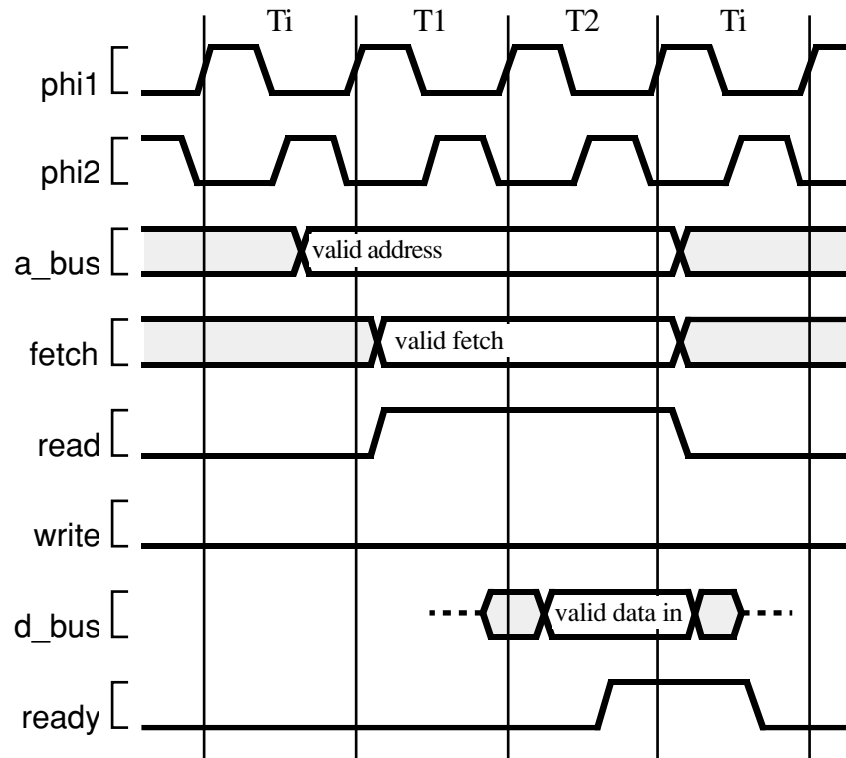 Ti T1 T2 Ti
phi1
phi2
a_bus valid address
fetch valid fetch
read
write
d_bus valid data in
ready